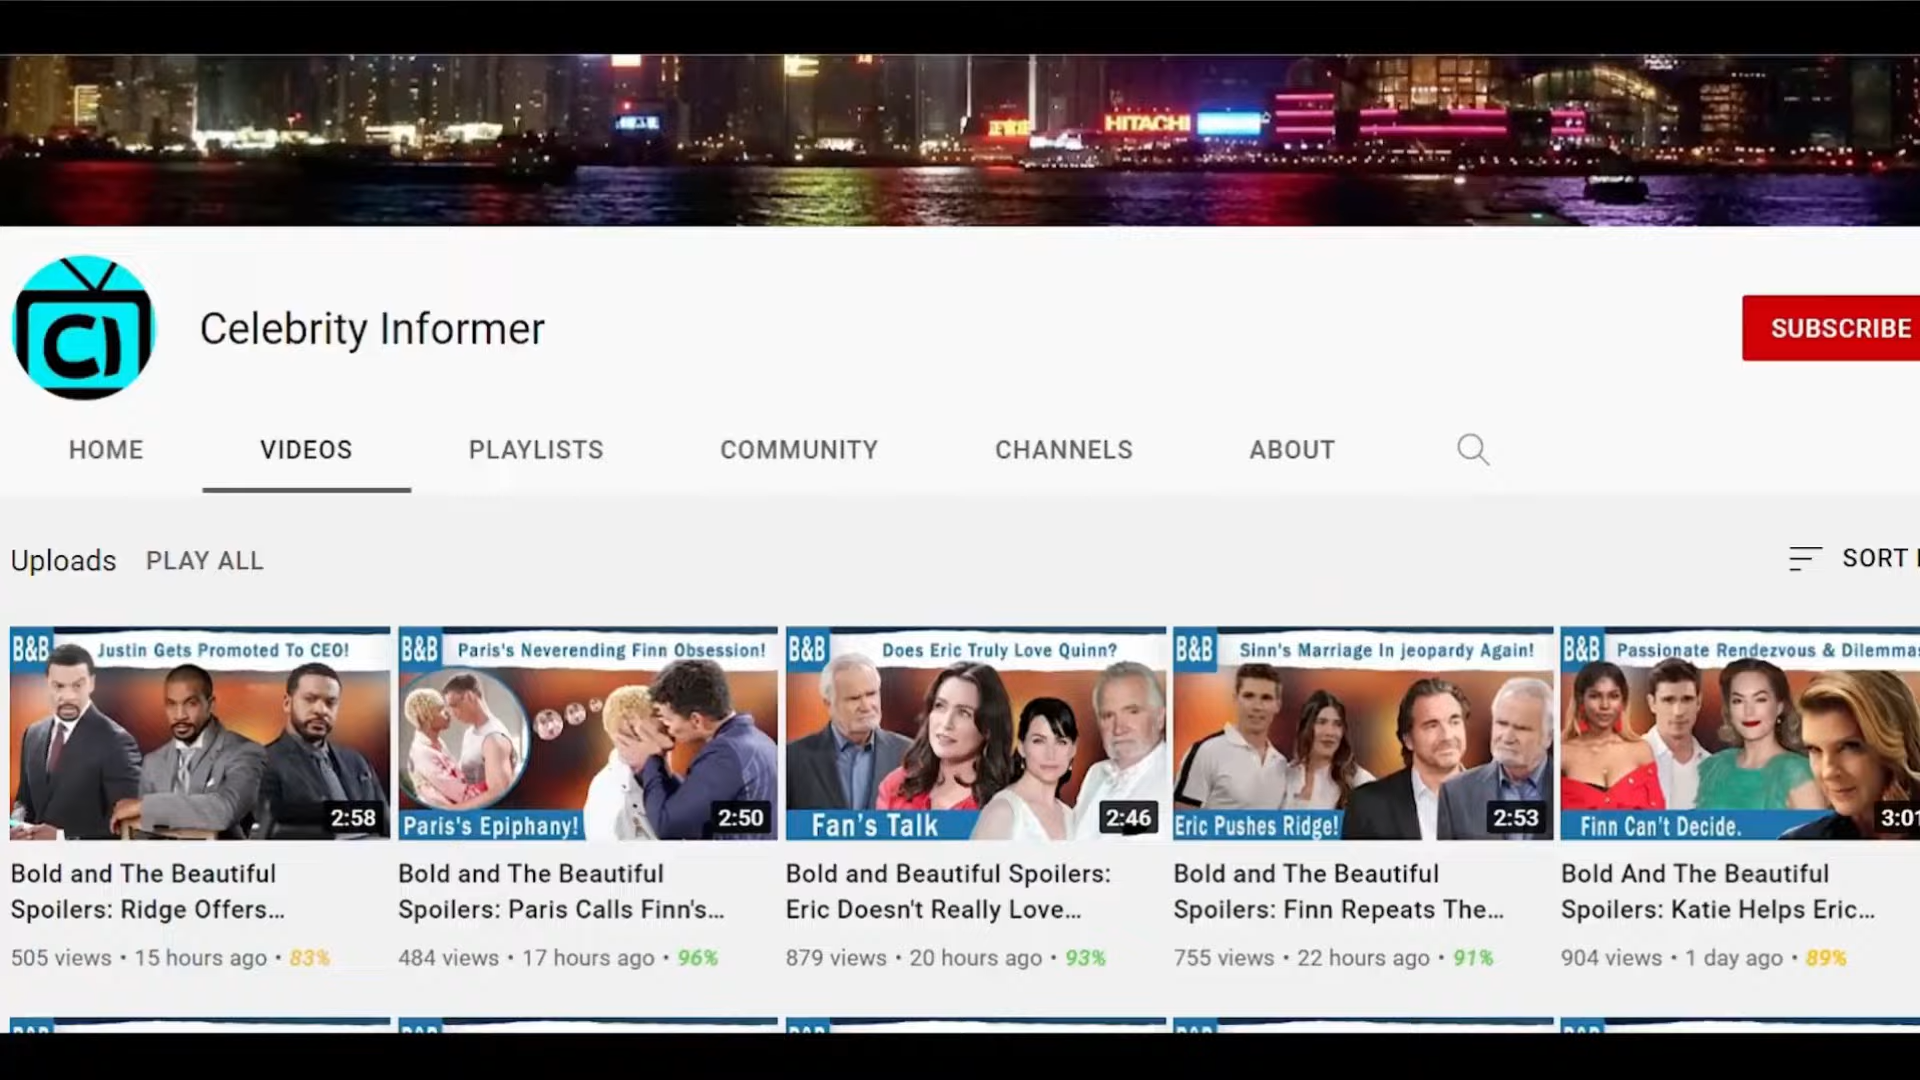 正官庄
HITACHI
CI
Celebrity Informer
SUBSCRIBE
HOME
VIDEOS
PLAYLISTS
COMMUNITY
CHANNELS
ABOUT
Uploads
PLAY ALL
SORT
B&B
Justin Gets Promoted To CEO!
2:58
B&B
Paris's Neverending Finn Obsession!
Paris's Epiphany!
2:50
B&B
Does Eric Truly Love Quinn?
Fan's Talk
2:46
B&B
Sinn's Marriage In jeopardy Again!
Eric Pushes Ridge!
2:53
B&B
Passionate Rendezvous & Dilemmas
Finn Can't Decide.
3:01
Bold and The Beautiful
Spoilers: Ridge Offers...
505 views • 15 hours ago • 83%
Bold and The Beautiful
Spoilers: Paris Calls Finn's...
484 views • 17 hours ago • 96%
Bold and Beautiful Spoilers:
Eric Doesn't Really Love...
879 views • 20 hours ago • 93%
Bold and The Beautiful
Spoilers: Finn Repeats The...
755 views • 22 hours ago • 91%
Bold And The Beautiful
Spoilers: Katie Helps Eric...
904 views • 1 day ago • 89%